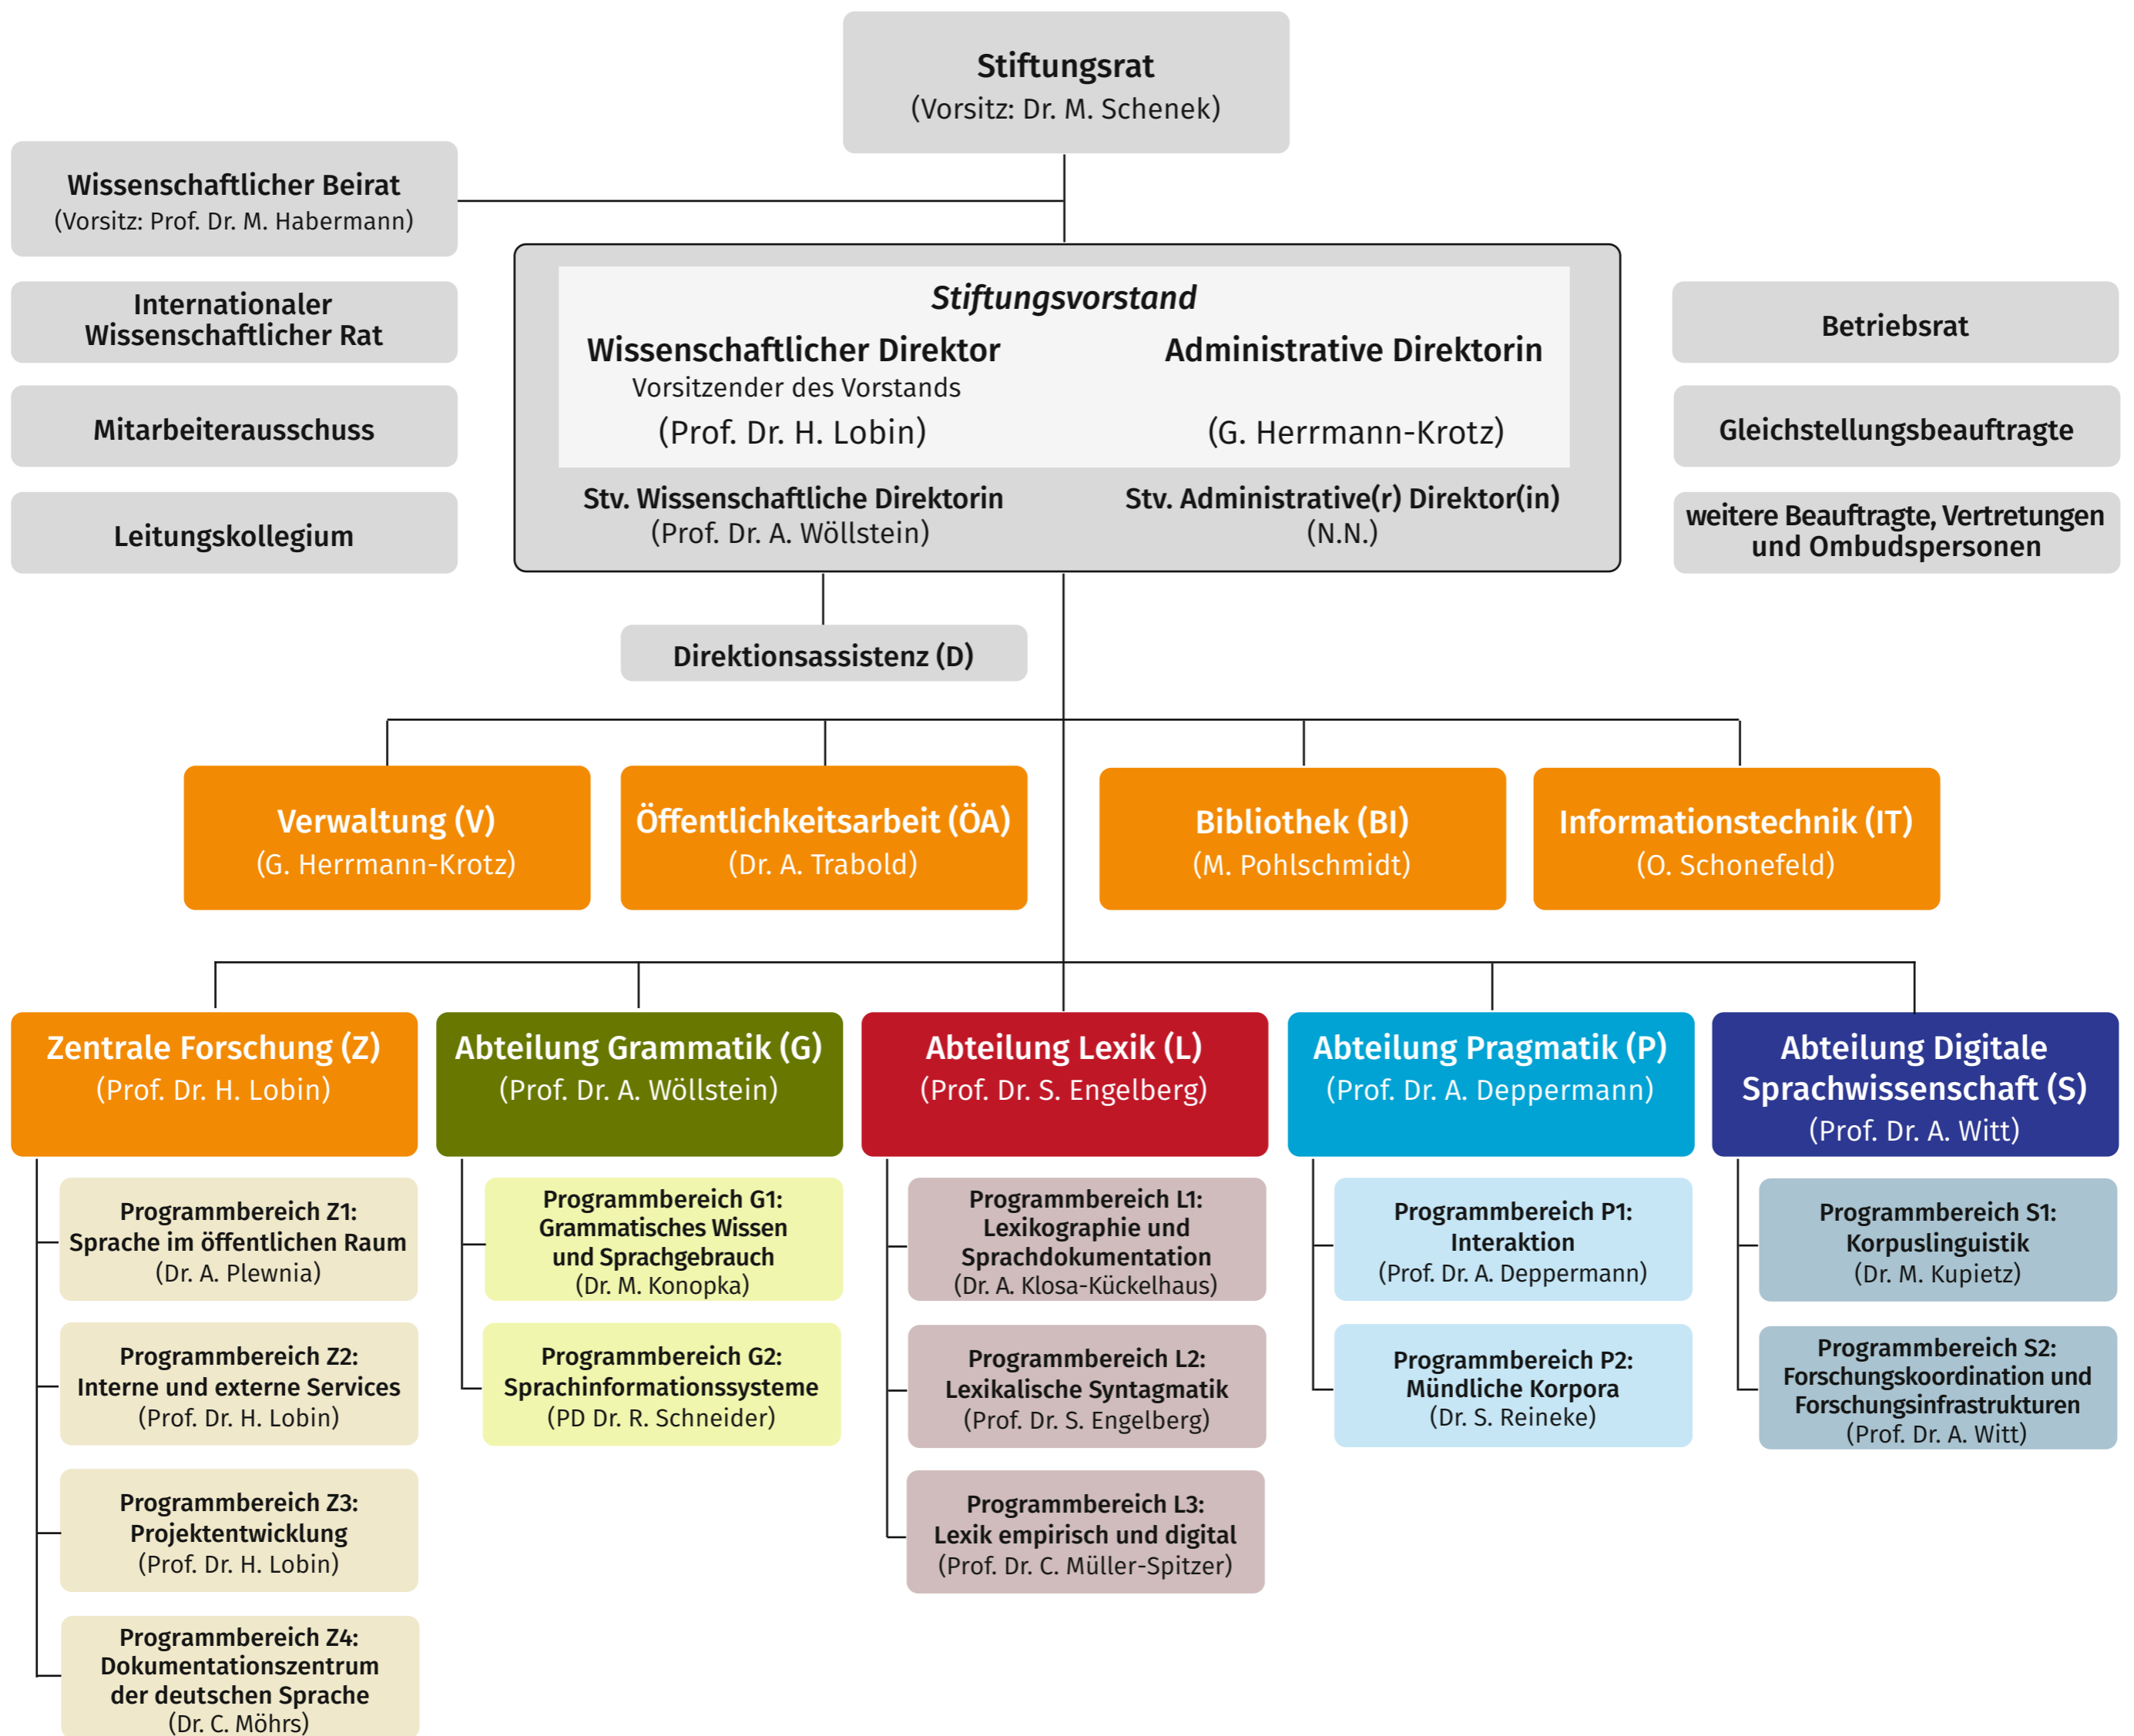 Stiftungsrat
(Vorsitz: Dr. M. Schenek)
Wissenschaftlicher Beirat
(Vorsitz: Prof. Dr. M. Habermann)
Internationaler
Wissenschaftlicher Rat
Mitarbeiterausschuss
Leitungskollegium
Stiftungsvorstand
Wissenschaftlicher Direktor
Vorsitzender des Vorstands
(Prof. Dr. H. Lobin)
Administrative Direktorin
(G. Herrmann-Krotz)
Stv. Wissenschaftliche Direktorin
(Prof. Dr. A. Wöllstein)
Stv. Administrative(r) Direktor(in)
(N.N.)
Betriebsrat
Gleichstellungsbeauftragte
weitere Beauftragte, Vertretungen
und Ombudspersonen
Direktionsassistenz (D)
Verwaltung (V)
(G. Herrmann-Krotz)
Öffentlichkeitsarbeit (ÖA)
(Dr. A. Trabold)
Bibliothek (BI)
(M. Pohlschmidt)
Informationstechnik (IT)
(O. Schonefeld)
Zentrale Forschung (Z)
(Prof. Dr. H. Lobin)
Programmbereich Z1:
Sprache im öffentlichen Raum
(Dr. A. Plewnia)
Programmbereich Z2:
Interne und externe Services
(Prof. Dr. H. Lobin)
Programmbereich Z3:
Projektentwicklung
(Prof. Dr. H. Lobin)
Programmbereich Z4:
Dokumentationszentrum
der deutschen Sprache
(Dr. C. Möhrs)
Abteilung Grammatik (G)
(Prof. Dr. A. Wöllstein)
Programmbereich G1:
Grammatisches Wissen
und Sprachgebrauch
(Dr. M. Konopka)
Programmbereich G2:
Sprachinformationssysteme
(PD Dr. R. Schneider)
Abteilung Lexik (L)
(Prof. Dr. S. Engelberg)
Programmbereich L1:
Lexikographie und
Sprachdokumentation
(Dr. A. Klosa-Kückelhaus)
Programmbereich L2:
Lexikalische Syntagmatik
(Prof. Dr. S. Engelberg)
Programmbereich L3:
Lexik empirisch und digital
(Prof. Dr. C. Müller-Spitzer)
Abteilung Pragmatik (P)
(Prof. Dr. A. Deppermann)
Programmbereich P1:
Interaktion
(Prof. Dr. A. Deppermann)
Programmbereich P2:
Mündliche Korpora
(Dr. S. Reineke)
Abteilung Digitale
Sprachwissenschaft (S)
(Prof. Dr. A. Witt)
Programmbereich S1:
Korpuslinguistik
(Dr. M. Kupietz)
Programmbereich S2:
Forschungskoordination und
Forschungsinfrastrukturen
(Prof. Dr. A. Witt)